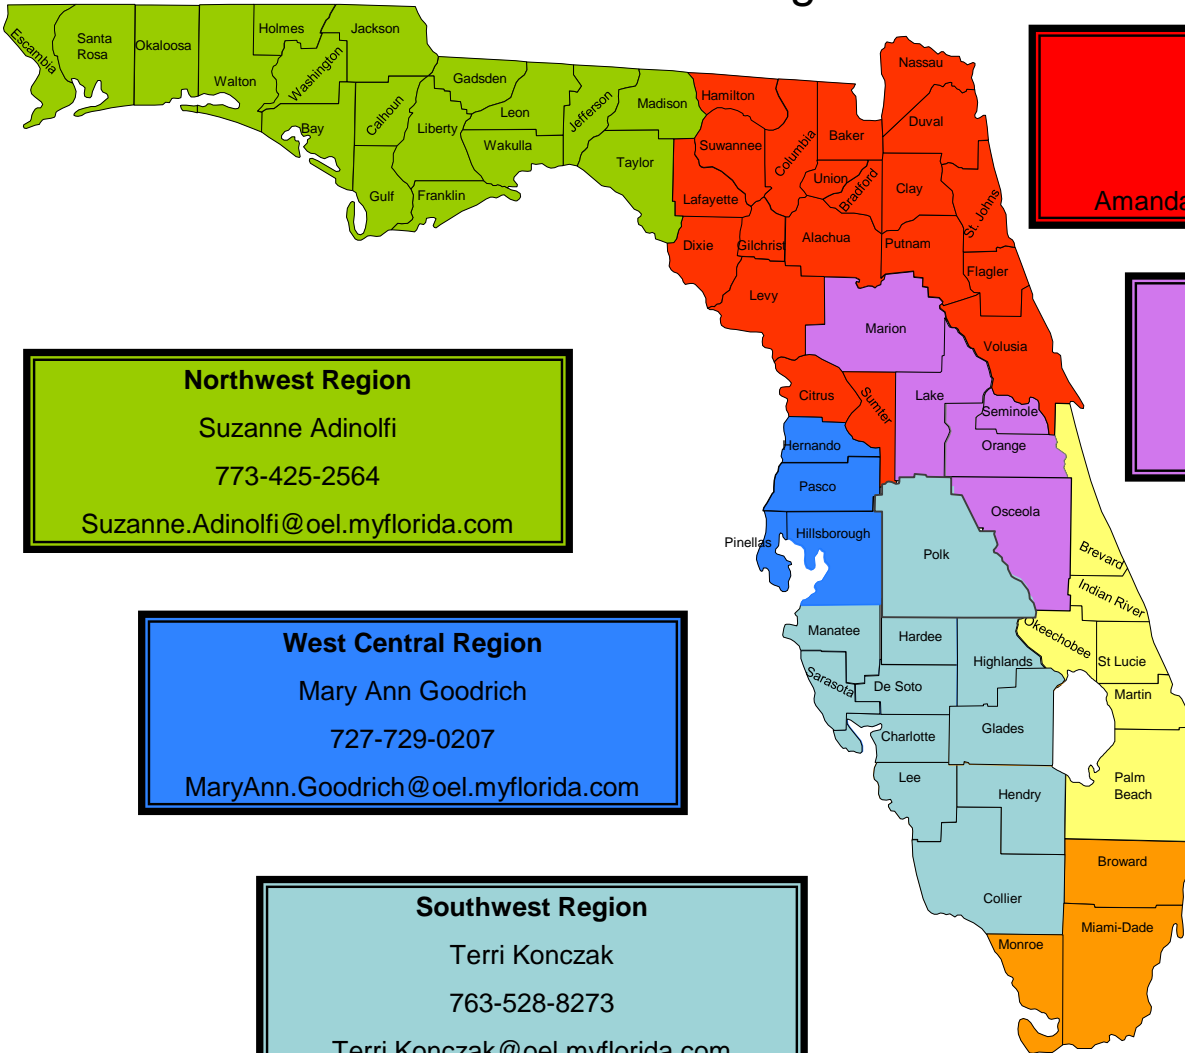 Escambia
Santa
Rosa
Okaloosa
Walton
Holmes
Washington
Jackson
Bay
Calhoun
Gulf
Liberty
Franklin
Gadsden
Leon
Wakulla
Jefferson
Madison
Taylor
Hamilton
Suwannee
Lafayette
Dixie
Gilchrist
Columbia
Baker
Union
Bradford
Alachua
Levy
Nassau
Duval
Clay
St. Johns
Putnam
Flagler
Volusia
Marion
Citrus
Sumter
Lake
Seminole
Orange
Osceola
Hernando
Pasco
Pinellas
Hillsborough
Polk
Brevard
Indian River
Okeechobee
St Lucie
Martin
Palm
Beach
Manatee
Hardee
Highlands
Sarasota
De Soto
Charlotte
Glades
Lee
Hendry
Collier
Broward
Miami-Dade
Monroe
Amanda
Northwest Region
Suzanne Adinolfi
773-425-2564
Suzanne.Adinolfi@oel.myflorida.com
West Central Region
Mary Ann Goodrich
727-729-0207
MaryAnn.Goodrich@oel.myflorida.com
Southwest Region
Terri Konczak
763-528-8273
Terri.Konczak@oel.myflorida.com